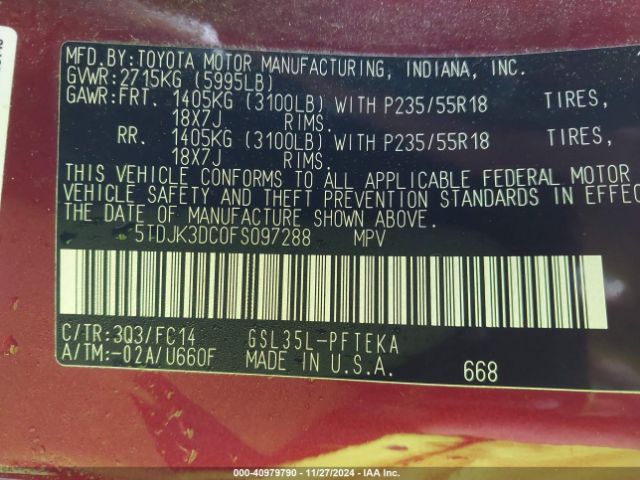 MFD.BY:TOYOTA MOTOR MANUFACTURING, INDIANA, INC.
GVWR:2715KG (5995LB)
GAWR:FRT. 1405KG (3100LB) WITH P235/55R18 TIRES,
18X7J RIMS.
RR. 1405KG (3100LB) WITH P235/55R18 TIRES,
18X7J RIMS.
THIS VEHICLE CONFORMS TO ALL APPLICABLE FEDERAL MOTOR
VEHICLE SAFETY AND THEFT PREVENTION STANDARDS IN EFFEC
THE DATE OF MANUFACTURE SHOWN ABOVE.
5TDJK3DC0FS097288 MPV
C/TR:3Q3/FC14 GSL35L-PFTEKA
A/TM:-02A/U660F MADE IN U.S.A.
668
00-40979790 - 11/27/2024 - IAA Inc.